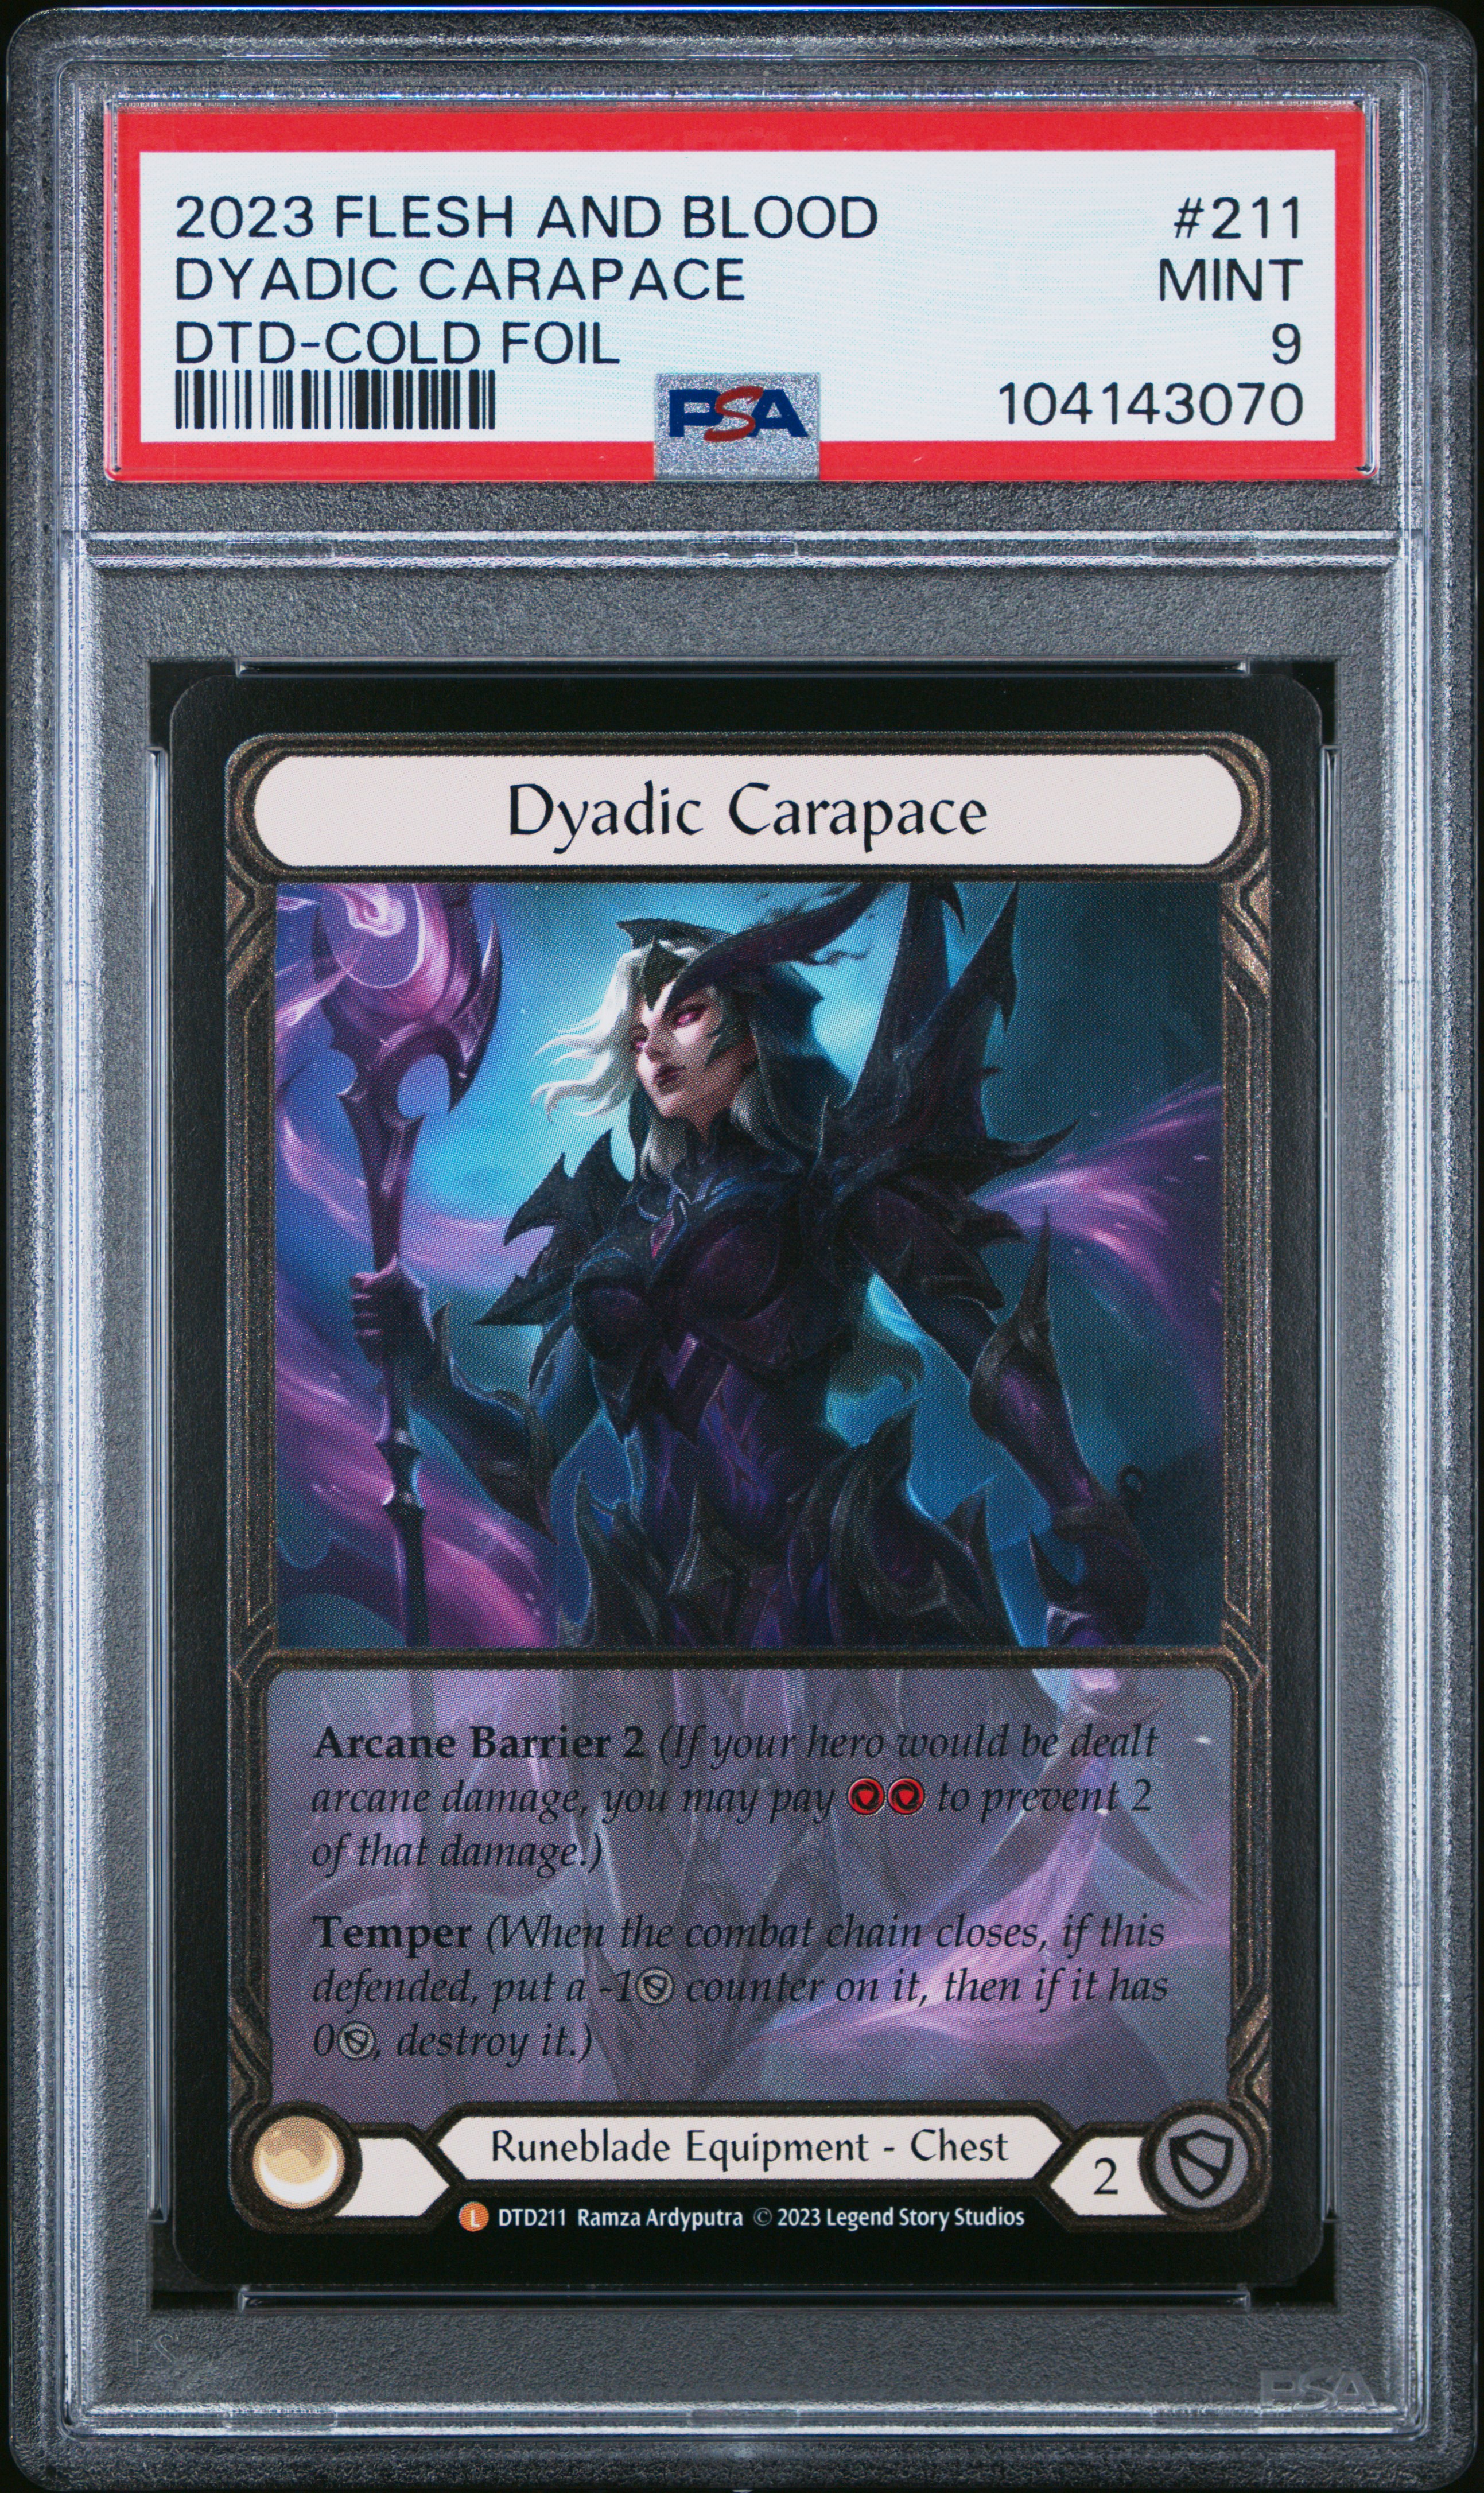 2023 FLESH AND BLOOD #211
DYADIC CARAPACE MINT
DTD-COLD FOIL 9
PSA 104143070
Dyadic Carapace
Arcane Barrier 2 (If your hero would be dealt
arcane damage, you may pay to prevent 2
of that damage.)
Temper (When the combat chain closes, if this
defended, put a -1 counter on it, then if it has
0, destroy it.)
Runeblade Equipment - Chest
2
L DTD211 Ramza Ardyputra © 2023 Legend Story Studios
PSA